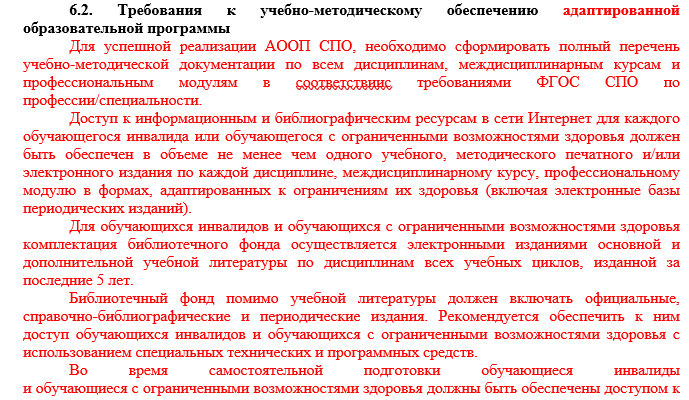 6.2. Требования к учебно-методическому обеспечению адаптированной
образовательной программы
Для успешной реализации АООП СПО, необходимо сформировать полный перечень
учебно-методической документации по всем дисциплинам, междисциплинарным курсам и
профессиональным модулям в соответствиис требованиями ФГОС СПО по
профессии/специальности.
Доступ к информационным и библиографическим ресурсам в сети Интернет для каждого
обучающегося инвалида или обучающегося с ограниченными возможностями здоровья должен
быть обеспечен в объеме не менее чем одного учебного, методического печатного и/или
электронного издания по каждой дисциплине, междисциплинарному курсу, профессиональному
модулю в формах, адаптированных к ограничениям их здоровья (включая электронные базы
периодических изданий).
Для обучающихся инвалидов и обучающихся с ограниченными возможностями здоровья
комплектация библиотечного фонда осуществляется электронными изданиями основной и
дополнительной учебной литературы по дисциплинам всех учебных циклов, изданной за
последние 5 лет.
Библиотечный фонд помимо учебной литературы должен включать официальные,
справочно-библиографические и периодические издания. Рекомендуется обеспечить к ним
доступ обучающихся инвалидов и обучающихся с ограниченными возможностями здоровья с
использованием специальных технических и программных средств.
Во время самостоятельной подготовки обучающиеся инвалиды
и обучающиеся с ограниченными возможностями здоровья должны быть обеспечены доступом к